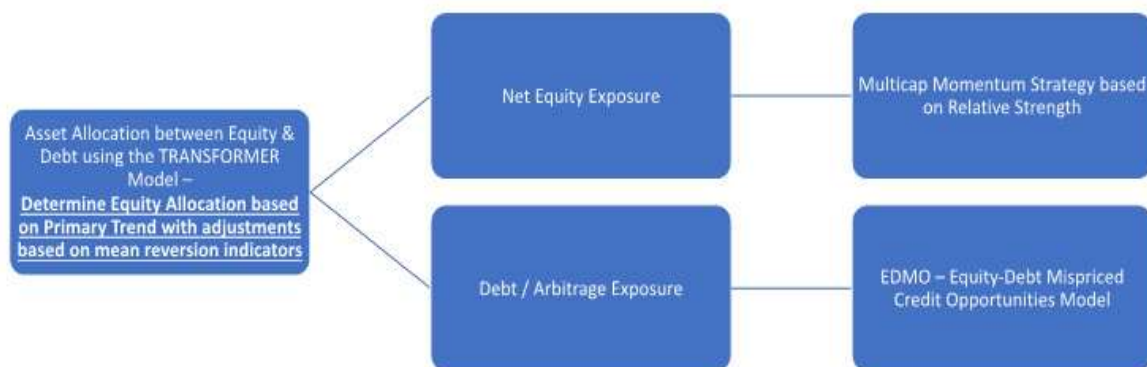 Asset Allocation between Equity &
Debt using the TRANSFORMER
Model –
Determine Equity Allocation based
on Primary Trend with adjustments
based on mean reversion indicators
Net Equity Exposure
Multicap Momentum Strategy based
on Relative Strength
Debt / Arbitrage Exposure
EDMO – Equity-Debt Mispriced
Credit Opportunities Model